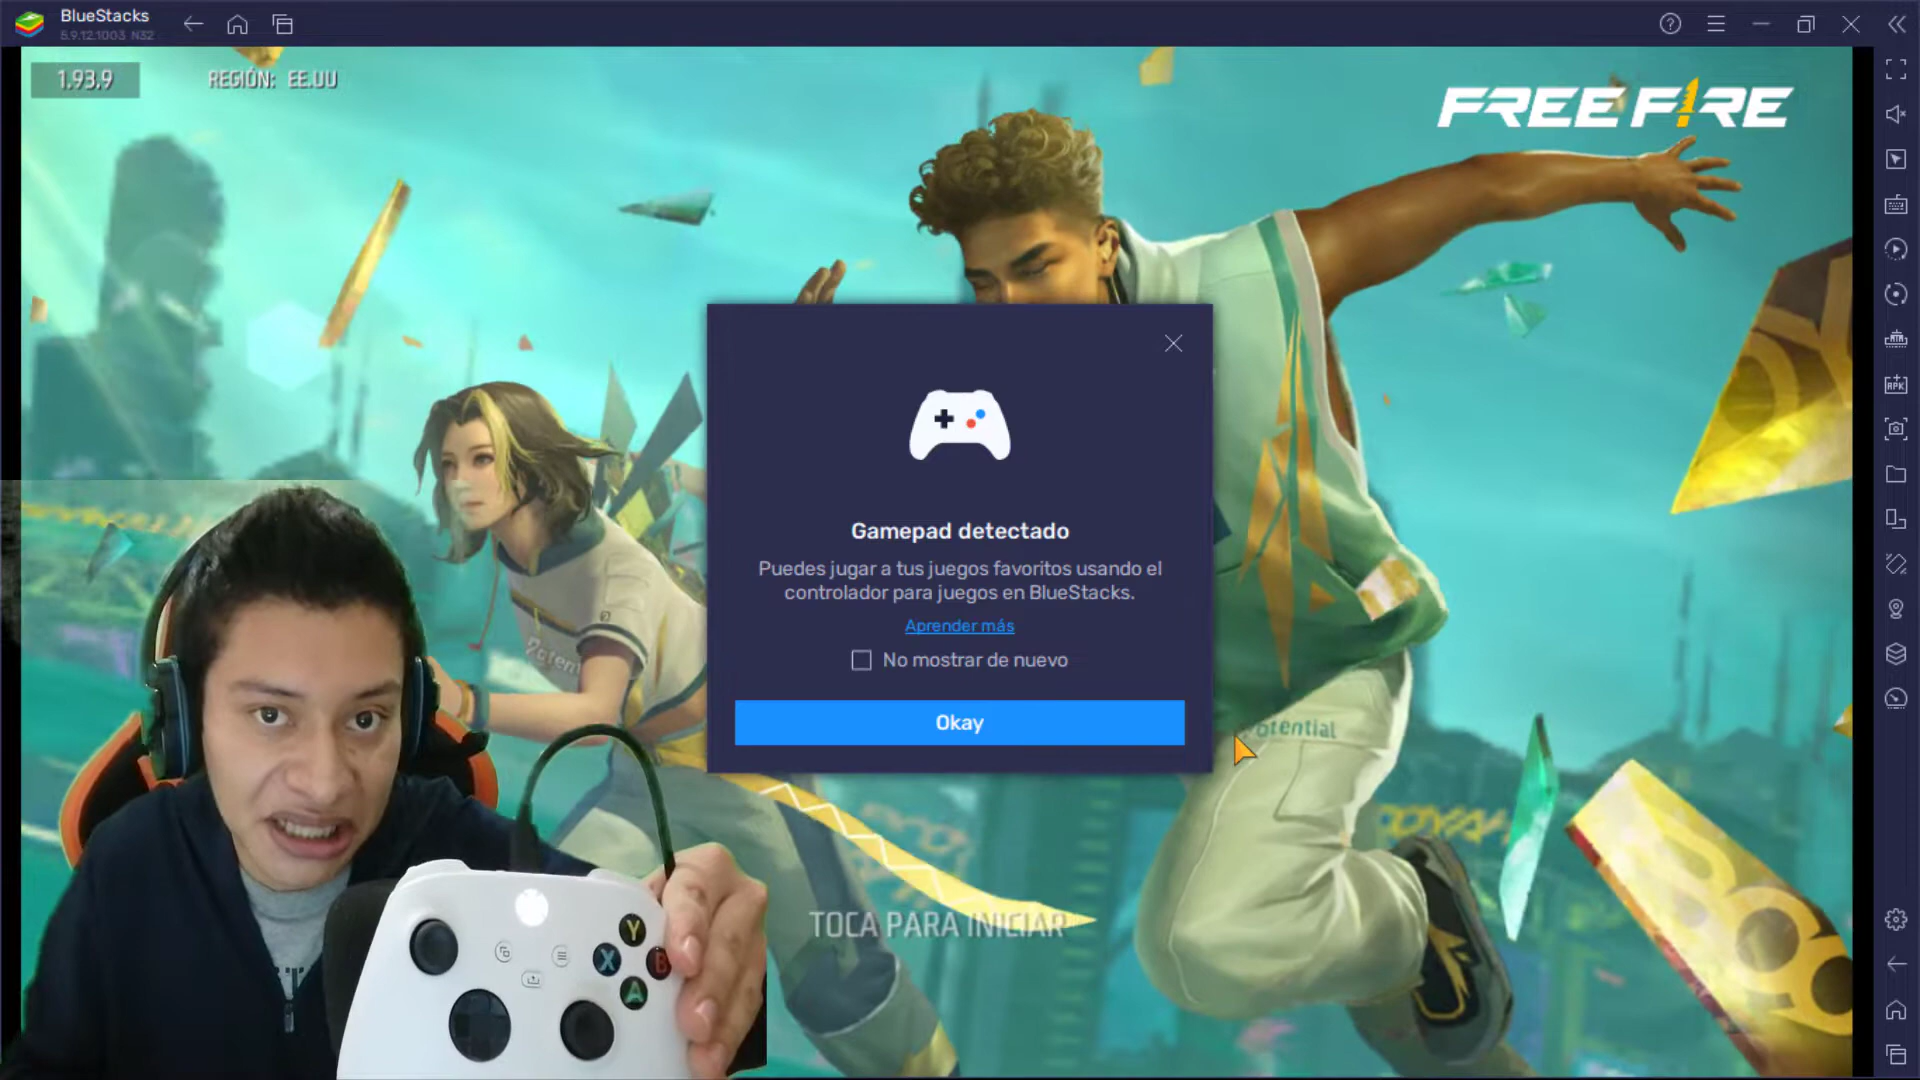 BlueStacks
5.9.12.1003 N32
1.93.9
REGIÓN: EE.UU
FREE FIRE
Gamepad detectado
Puedes jugar a tus juegos favoritos usando el
controlador para juegos en BlueStacks.
Aprender más
No mostrar de nuevo
Okay
Potential
TOCA PARA INICIAR
Y
X
B
A
APK